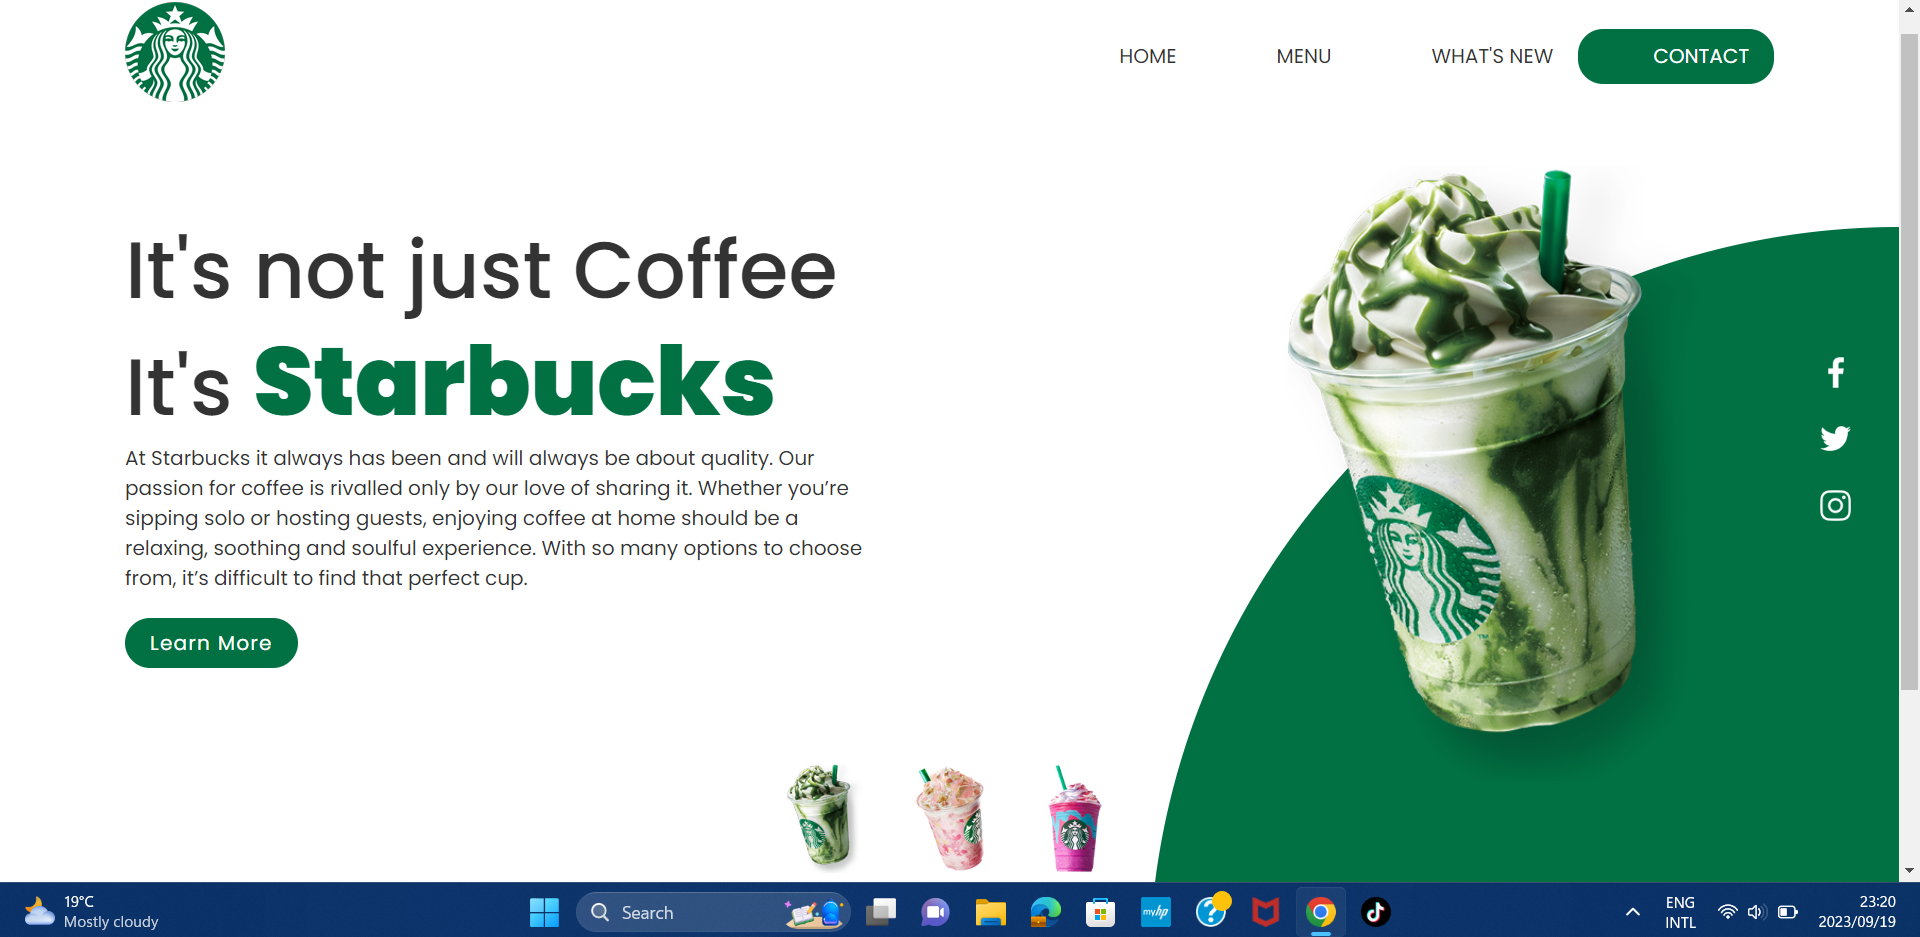 HOME MENU WHAT'S NEW CONTACT
It's not just Coffee
It's Starbucks
At Starbucks it always has been and will always be about quality. Our
passion for coffee is rivalled only by our love of sharing it. Whether you’re
sipping solo or hosting guests, enjoying coffee at home should be a
relaxing, soothing and soulful experience. With so many options to choose
from, it’s difficult to find that perfect cup.
Learn More
TM
19°C
Mostly cloudy
Search
myhp
ENG
INTL
23:20
2023/09/19